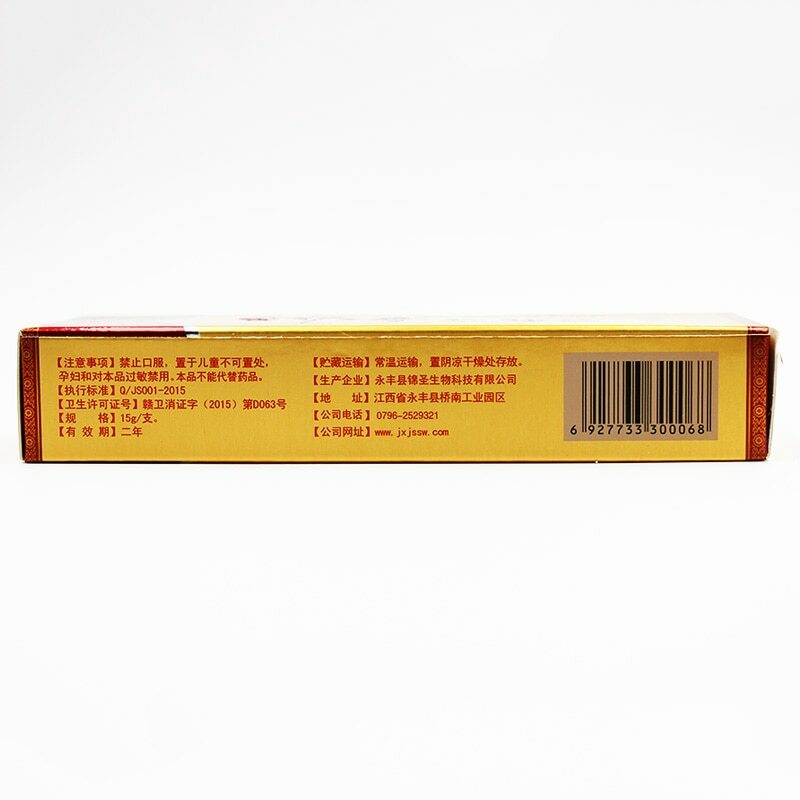 【注意事项】禁止口服，置于儿童不可置处，
孕妇和对本品过敏禁用。本品不能代替药品。
【执行标准】Q/JS001-2015
【卫生许可证号】赣卫消证字（2015）第D063号
【规 格】15g/支。
【有 效 期】二年
【贮藏运输】常温运输，置阴凉干燥处存放。
【生产企业】永丰县锦圣生物科技有限公司
【地 址】江西省永丰县桥南工业园区
【公司电话】0796-2529321
【公司网址】www.jxjssw.com
6 927733 300068